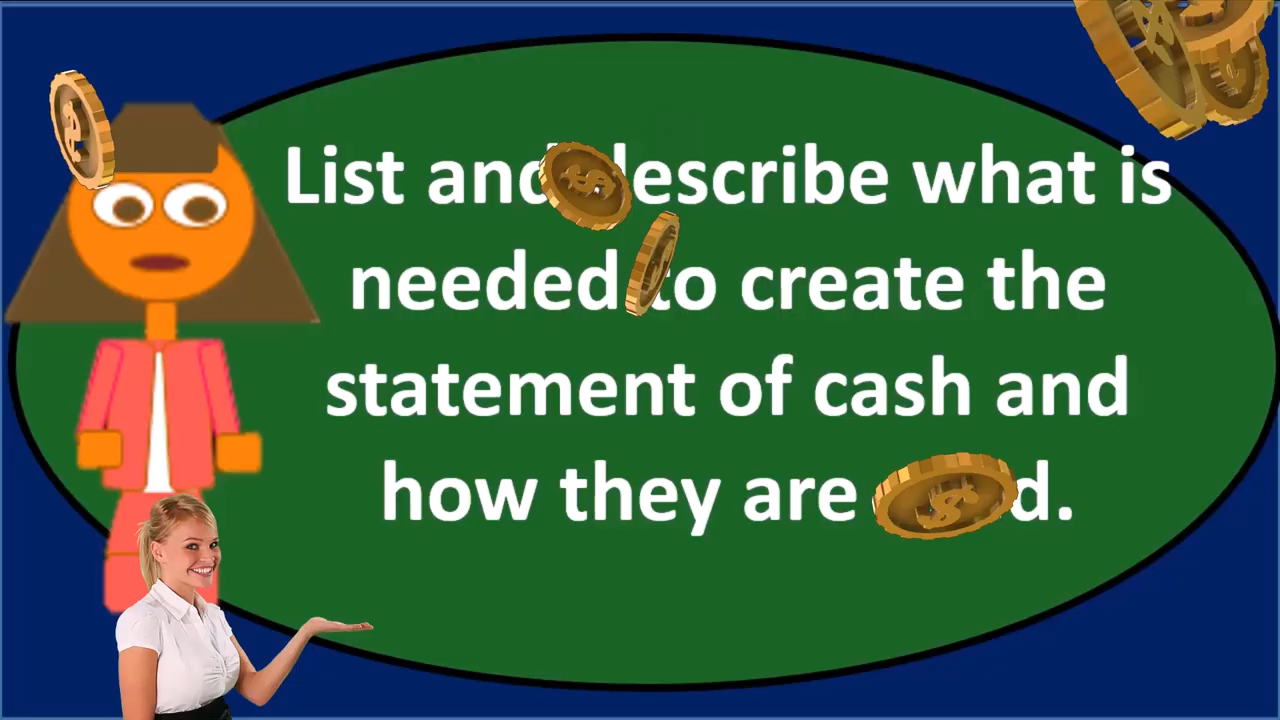 List and describe what is
needed to create the
statement of cash and
how they are